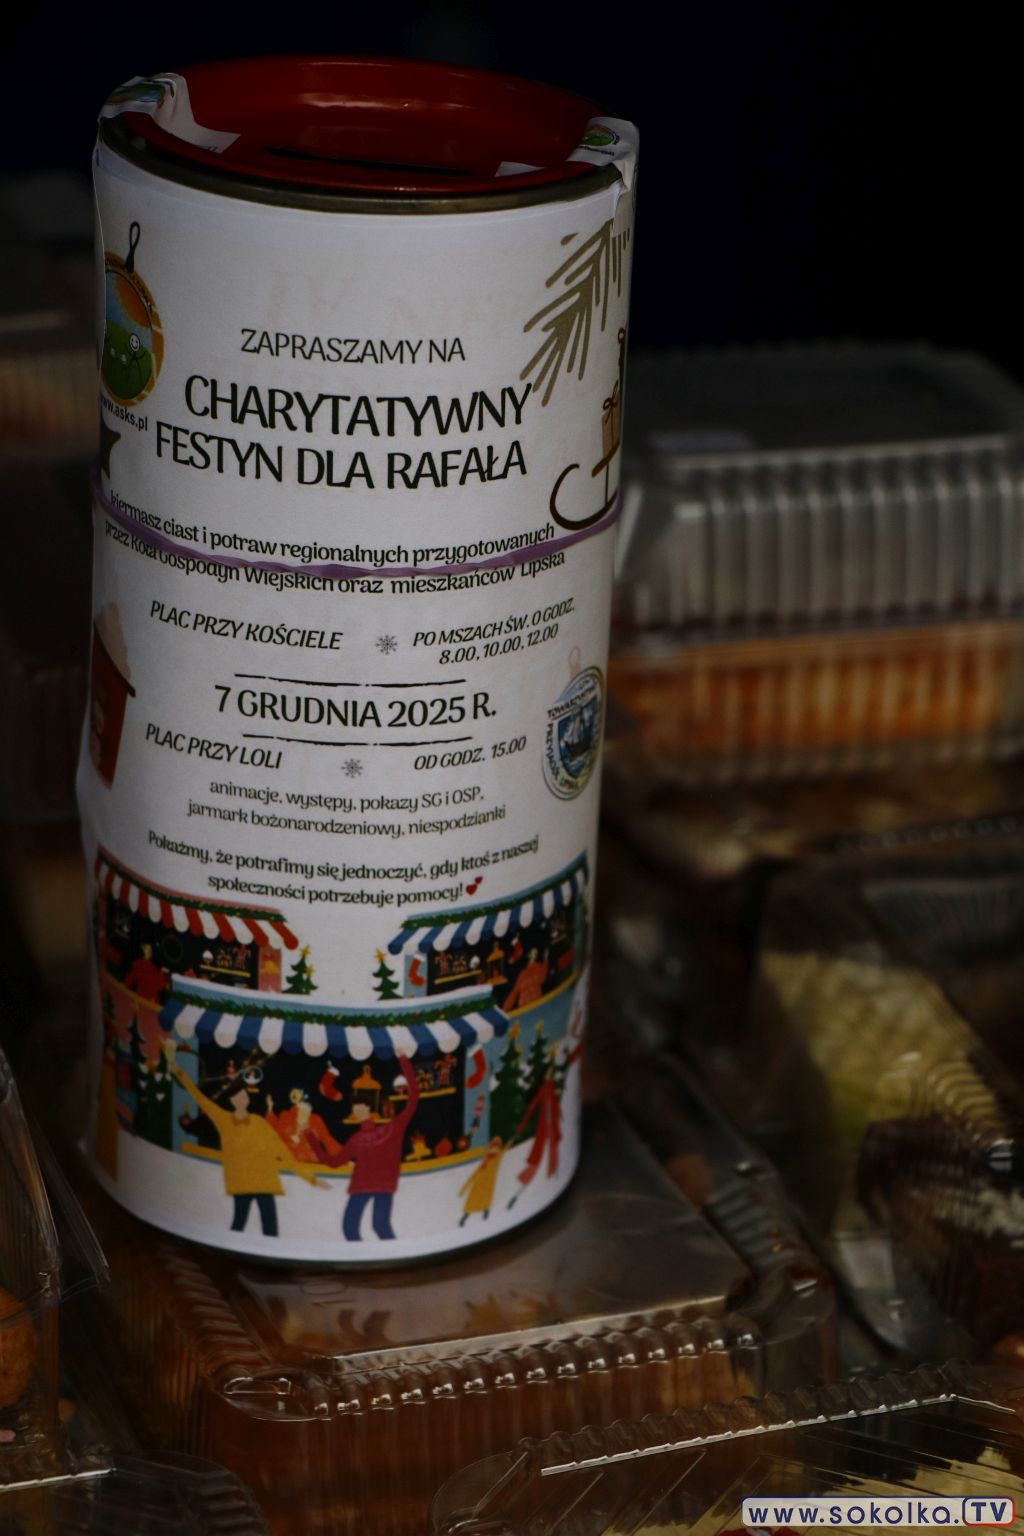 ZAPRASZAMY NA
CHARYTATYWNY
FESTYN DLA RAFAŁA
www.asks.pl
kiermasz ciast i potraw regionalnych przygotowanych
przez Koła Gospodyń Wiejskich oraz mieszkańców Lipska
PLAC PRZY KOŚCIELE
PO MSZACH ŚW. O GODZ.
8.00, 10.00, 12.00
7 GRUDNIA 2025 R.
PLAC PRZY LOLI
OD GODZ. 15.00
TOWARZYSTWO
PRZYJACIÓŁ LIPSKA
animacje, występy, pokazy SG i OSP,
jarmark bożonarodzeniowy, niespodzianki
Pokażmy, że potrafimy się jednoczyć, gdy ktoś z naszej
społeczności potrzebuje pomocy!
www.sokolka.TV